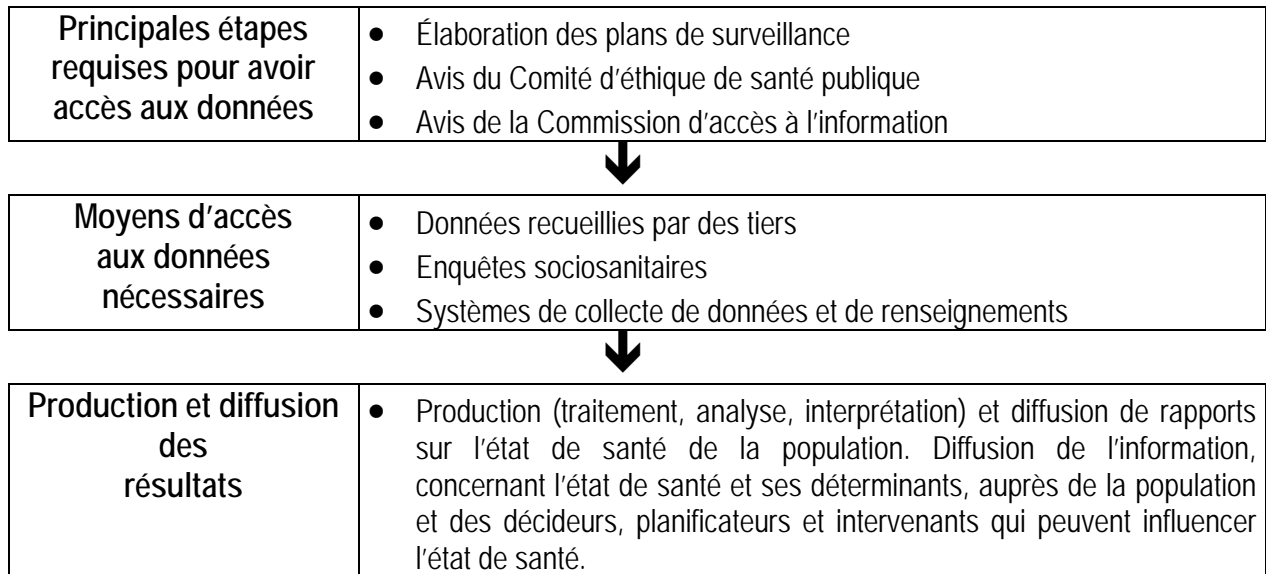 Principales étapes
requises pour avoir
accès aux données
● Élaboration des plans de surveillance
● Avis du Comité d’éthique de santé publique
● Avis de la Commission d’accès à l’information
Moyens d’accès
aux données
nécessaires
● Données recueillies par des tiers
● Enquêtes sociosanitaires
● Systèmes de collecte de données et de renseignements
Production et diffusion
des
résultats
● Production (traitement, analyse, interprétation) et diffusion de rapports
sur l’état de santé de la population. Diffusion de l’information,
concernant l’état de santé et ses déterminants, auprès de la population
et des décideurs, planificateurs et intervenants qui peuvent influencer
l’état de santé.